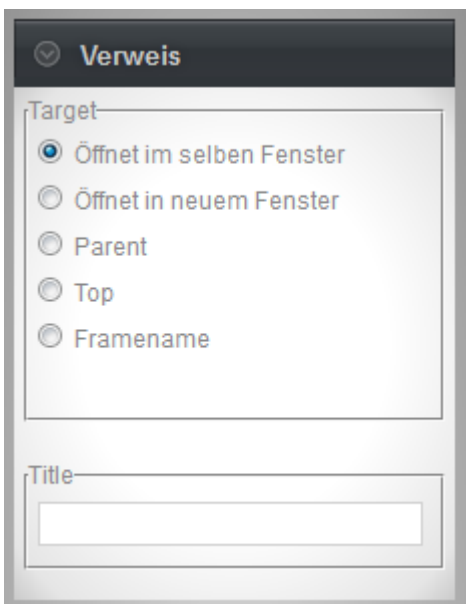 Verweis
Target
Öffnet im selben Fenster
Öffnet in neuem Fenster
Parent
Top
Framename
Title